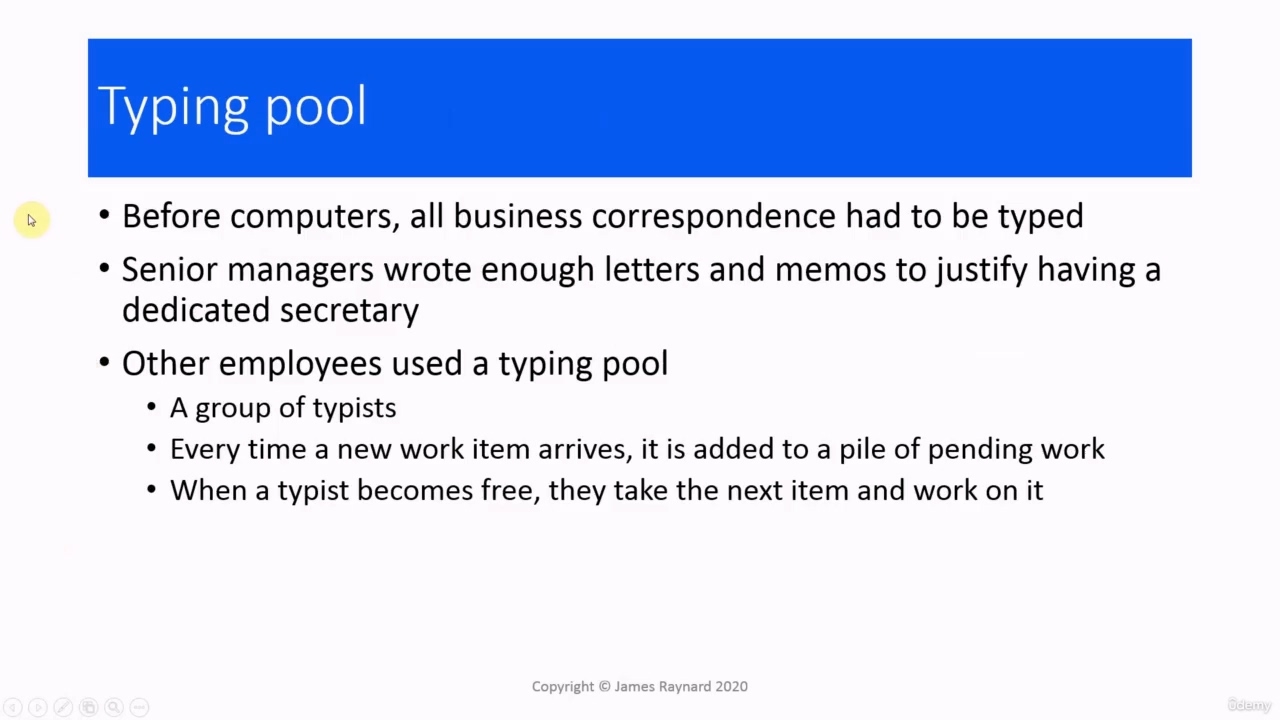 Typing pool
• Before computers, all business correspondence had to be typed
• Senior managers wrote enough letters and memos to justify having a
dedicated secretary
• Other employees used a typing pool
• A group of typists
• Every time a new work item arrives, it is added to a pile of pending work
• When a typist becomes free, they take the next item and work on it
Copyright © James Raynard 2020
ûdemy